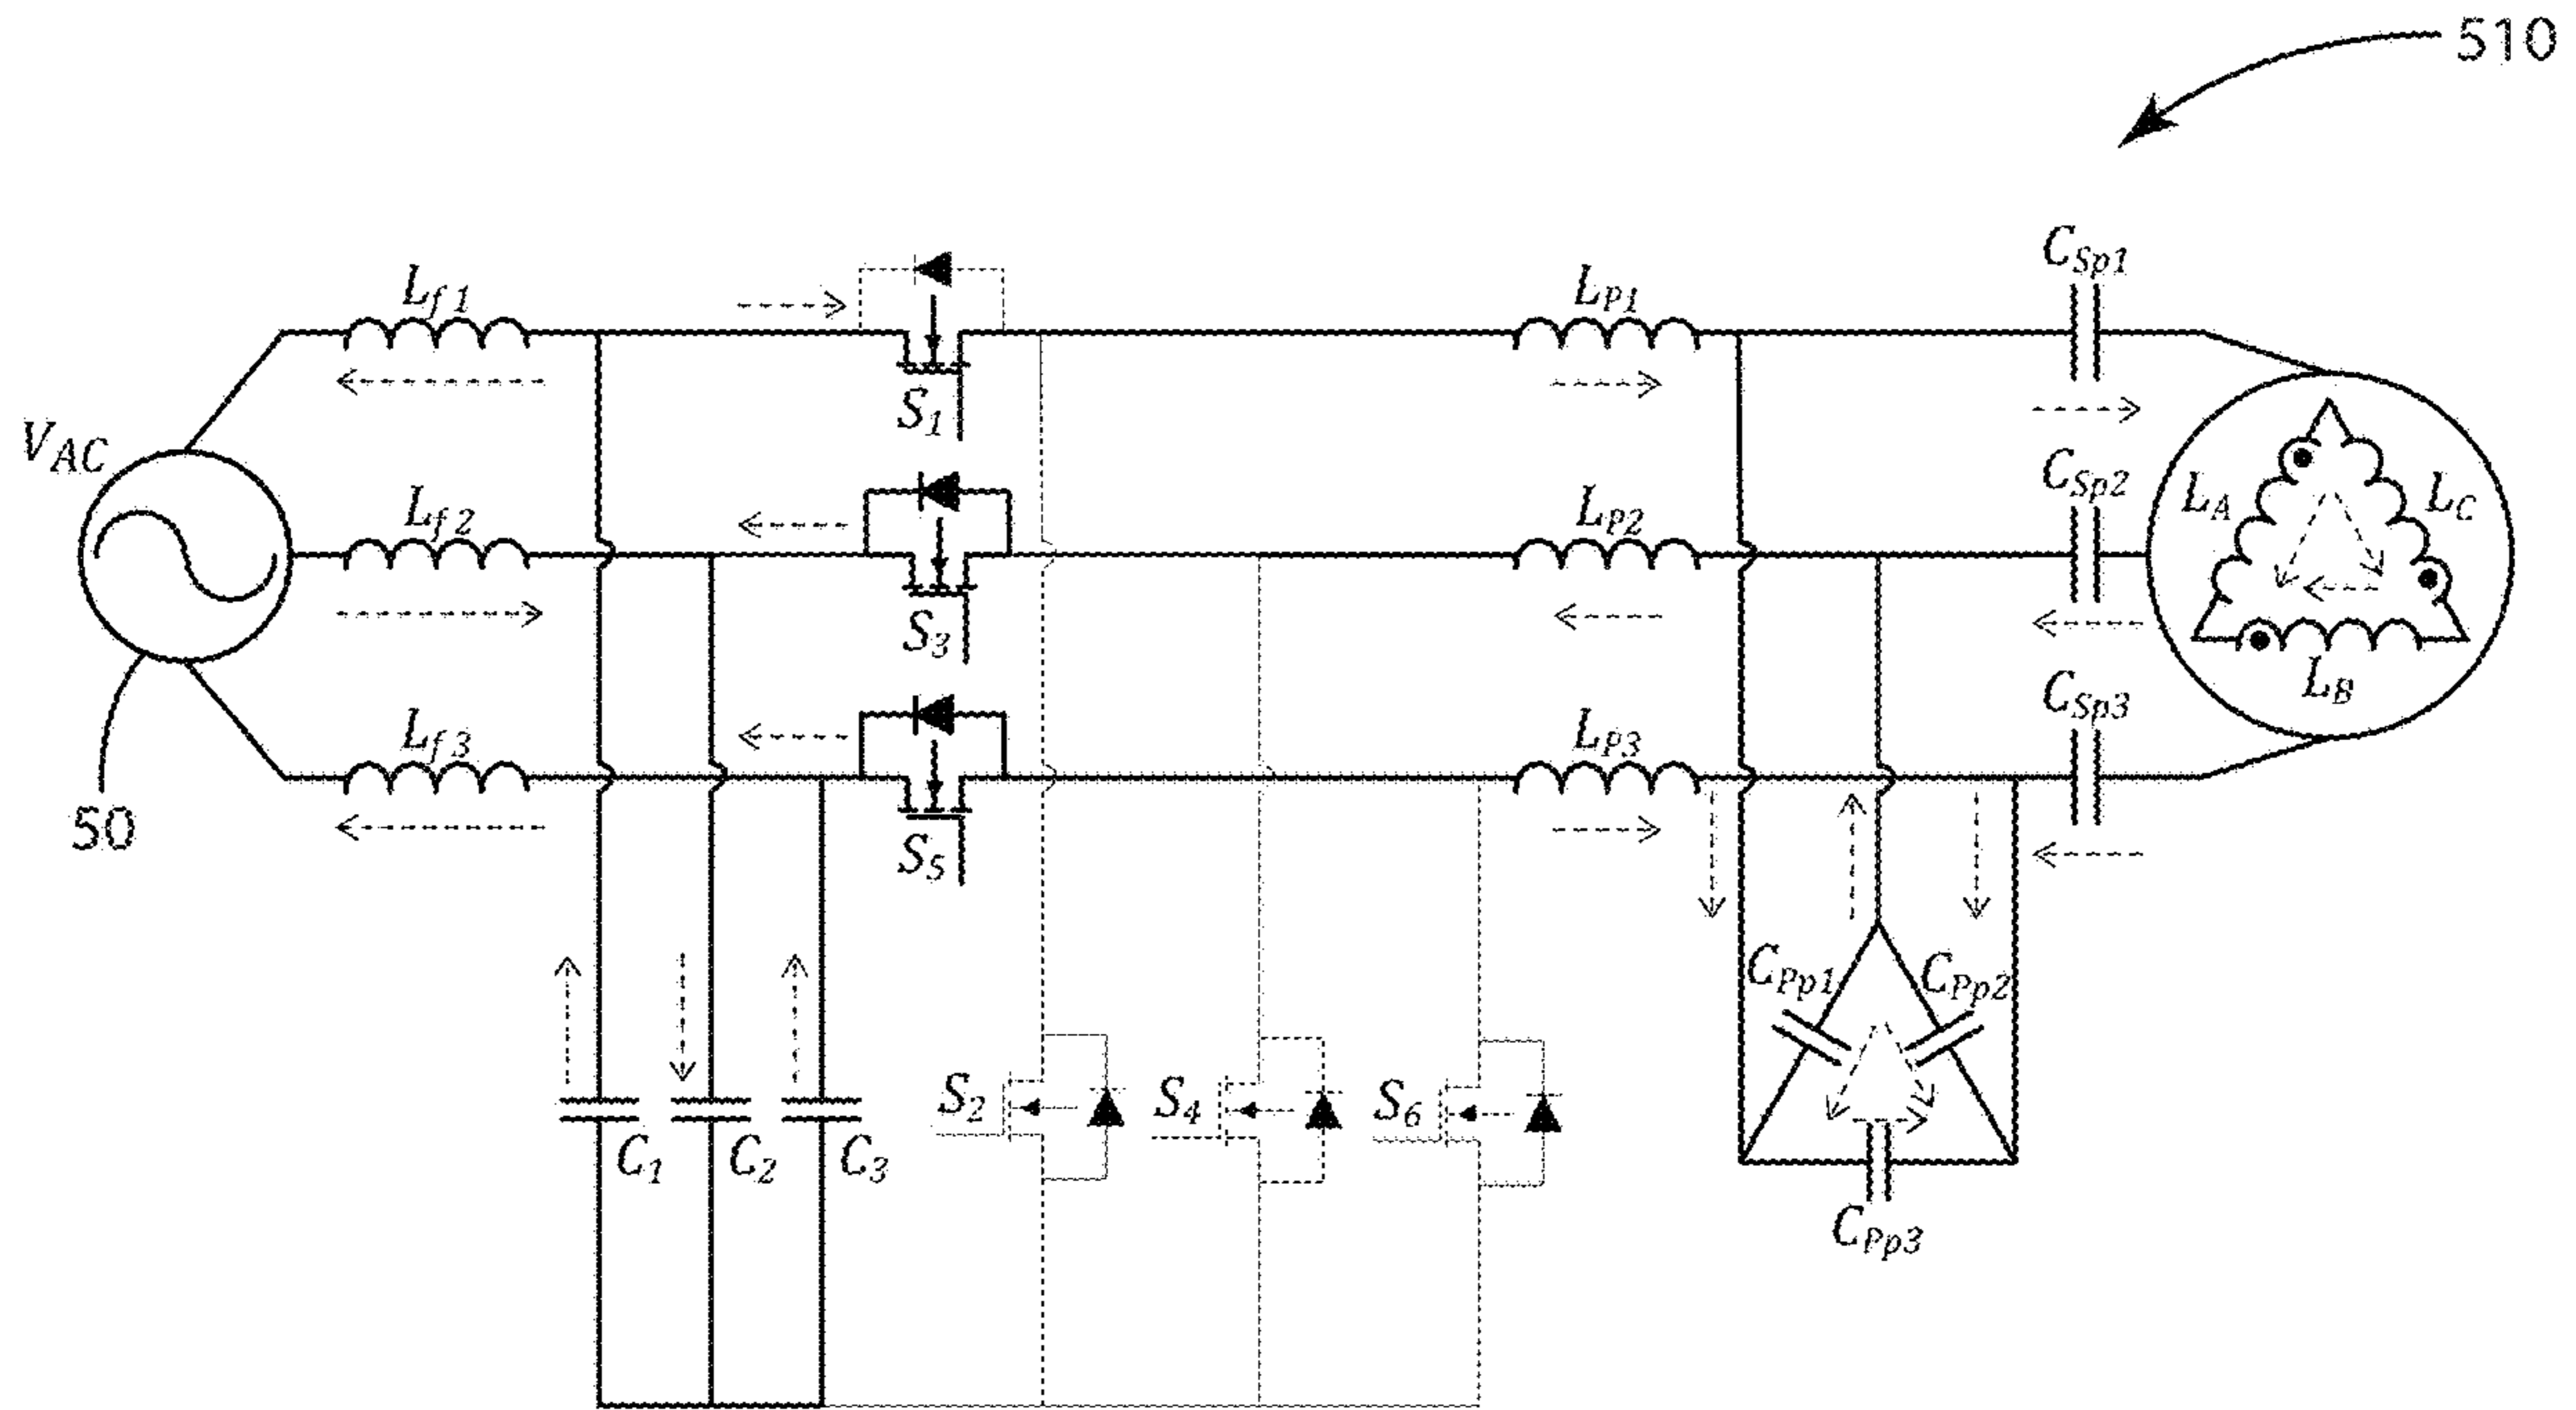 510
C_Sp1
L_f1
L_P1
S_1
V_AC
C_Sp2
L_f2
L_P2
L_A
L_C
S_3
L_B
C_Sp3
L_f3
L_P3
50
S_5
C_Pp1
C_Pp2
S_2
S_4
S_6
C_1
C_2
C_3
C_Pp3